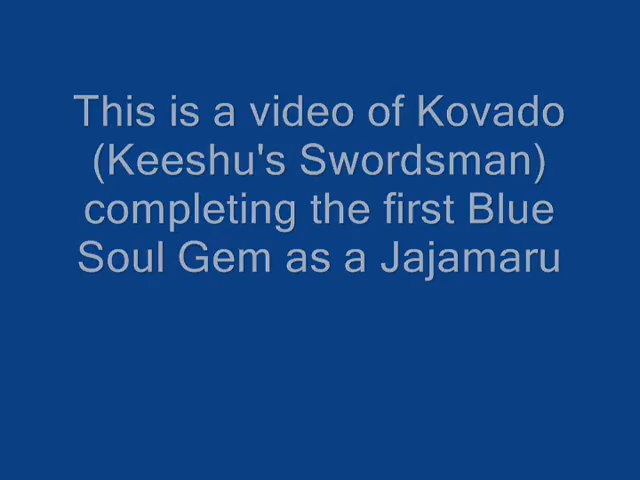 This is a video of Kovado
(Keeshu's Swordsman)
completing the first Blue
Soul Gem as a Jajamaru